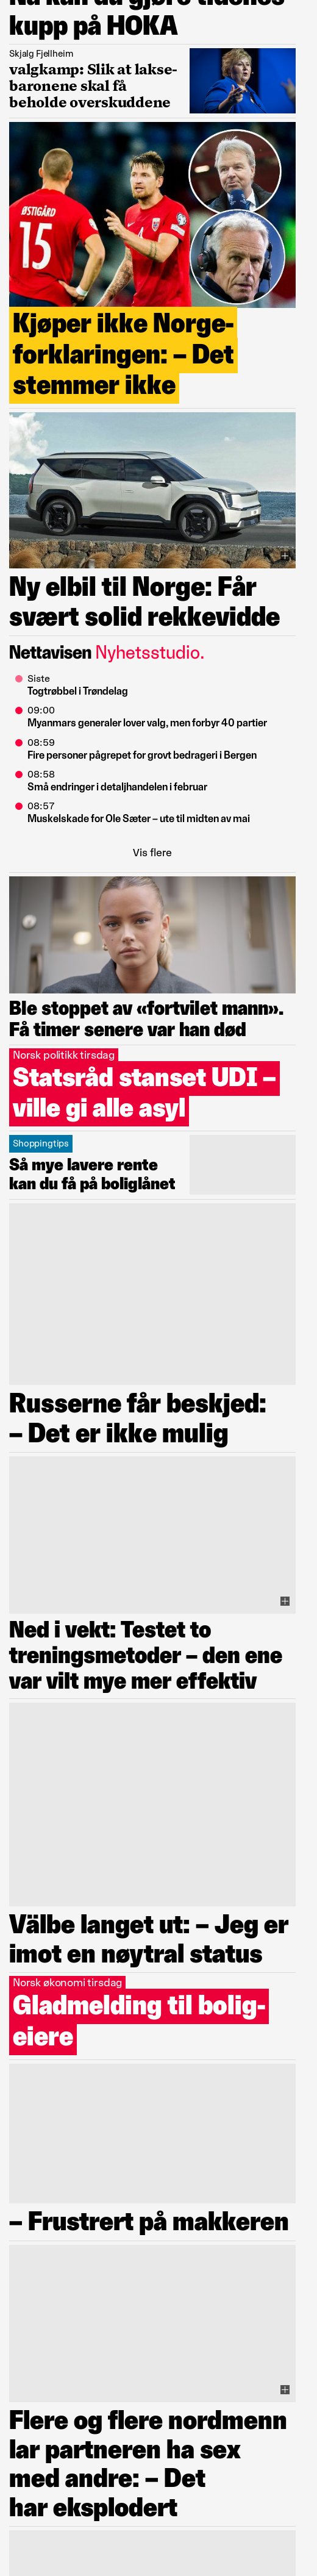 kupp på HOKA
Skjalg Fjellheim
valgkamp: Slik at lakse-
baronene skal få
beholde overskuddene
ØSTIGÅRD
15
Kjøper ikke Norge-
forklaringen: – Det
stemmer ikke
Ny elbil til Norge: Får
svært solid rekkevidde
Nettavisen Nyhetsstudio.
Siste
Togtrøbbel i Trøndelag
09:00
Myanmars generaler lover valg, men forbyr 40 partier
08:59
Fire personer pågrepet for grovt bedrageri i Bergen
08:58
Små endringer i detaljhandelen i februar
08:57
Muskelskade for Ole Sæter – ute til midten av mai
Vis flere
Ble stoppet av «fortvilet mann».
Få timer senere var han død
Norsk politikk tirsdag
Statsråd stanset UDI –
ville gi alle asyl
Shoppingtips
Så mye lavere rente
kan du få på boliglånet
Russerne får beskjed:
– Det er ikke mulig
Ned i vekt: Testet to
treningsmetoder – den ene
var vilt mye mer effektiv
Välbe langet ut: – Jeg er
imot en nøytral status
Norsk økonomi tirsdag
Gladmelding til bolig-
eiere
– Frustrert på makkeren
Flere og flere nordmenn
lar partneren ha sex
med andre: – Det
har eksplodert